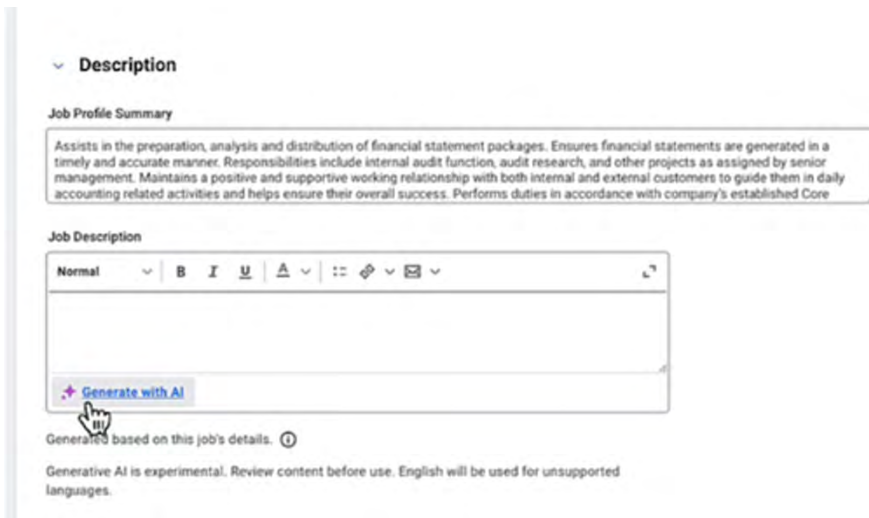 Description
Job Profile Summary
Assists in the preparation, analysis and distribution of financial statement packages. Ensures financial statements are generated in a
timely and accurate manner. Responsibilities include internal audit function, audit research, and other projects as assigned by senior
management. Maintains a positive and supportive working relationship with both internal and external customers to guide them in daily
accounting related activities and helps ensure their overall success. Performs duties in accordance with company's established Core
Job Description
Normal B I U A
Generate with AI
Generated based on this job's details.
Generative AI is experimental. Review content before use. English will be used for unsupported
languages.